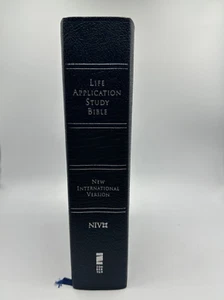 LIFE
APPLICATION
STUDY
BIBLE
NEW
INTERNATIONAL
VERSION
NIV